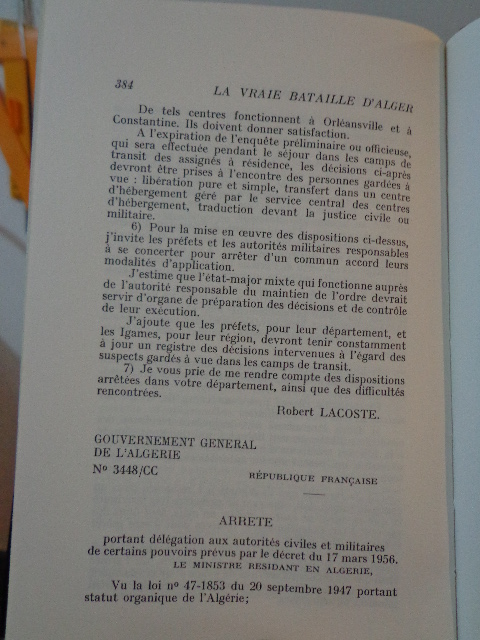 384
LA VRAIE BATAILLE D'ALGER
De tels centres fonctionnent à Orléansville et à
Constantine. Ils doivent donner satisfaction.
A l'expiration de l'enquête préliminaire ou officieuse,
qui sera effectuée pendant le séjour dans les camps de
transit des assignés à résidence, les décisions ci-après
devront être prises à l'encontre des personnes gardées à
vue : libération pure et simple, transfert dans un centre
d'hébergement géré par le service central des centres
d'hébergement, traduction devant la justice civile ou
militaire.
6) Pour la mise en œuvre des dispositions ci-dessus,
j'invite les préfets et les autorités militaires responsables
à se concerter pour arrêter d'un commun accord leurs
modalités d'application.
J'estime que l'état-major mixte qui fonctionne auprès
de l'autorité responsable du maintien de l'ordre devrait
servir d'organe de préparation des décisions et de contrôle
de leur exécution.
J'ajoute que les préfets, pour leur département, et
les Igames, pour leur région, devront tenir constamment
à jour un registre des décisions intervenues à l'égard des
suspects gardés à vue dans les camps de transit.
7) Je vous prie de me rendre compte des dispositions
arrêtées dans votre département, ainsi que des difficultés
rencontrées.
Robert LACOSTE.
GOUVERNEMENT GENERAL
DE L'ALGERIE
Nº 3448/CC
RÉPUBLIQUE FRANÇAISE
ARRETE
portant délégation aux autorités civiles et militaires
de certains pouvoirs prévus par le décret du 17 mars 1956.
LE MINISTRE RESIDANT EN ALGERIE,
Vu la loi nº 47-1853 du 20 septembre 1947 portant
statut organique de l'Algérie;